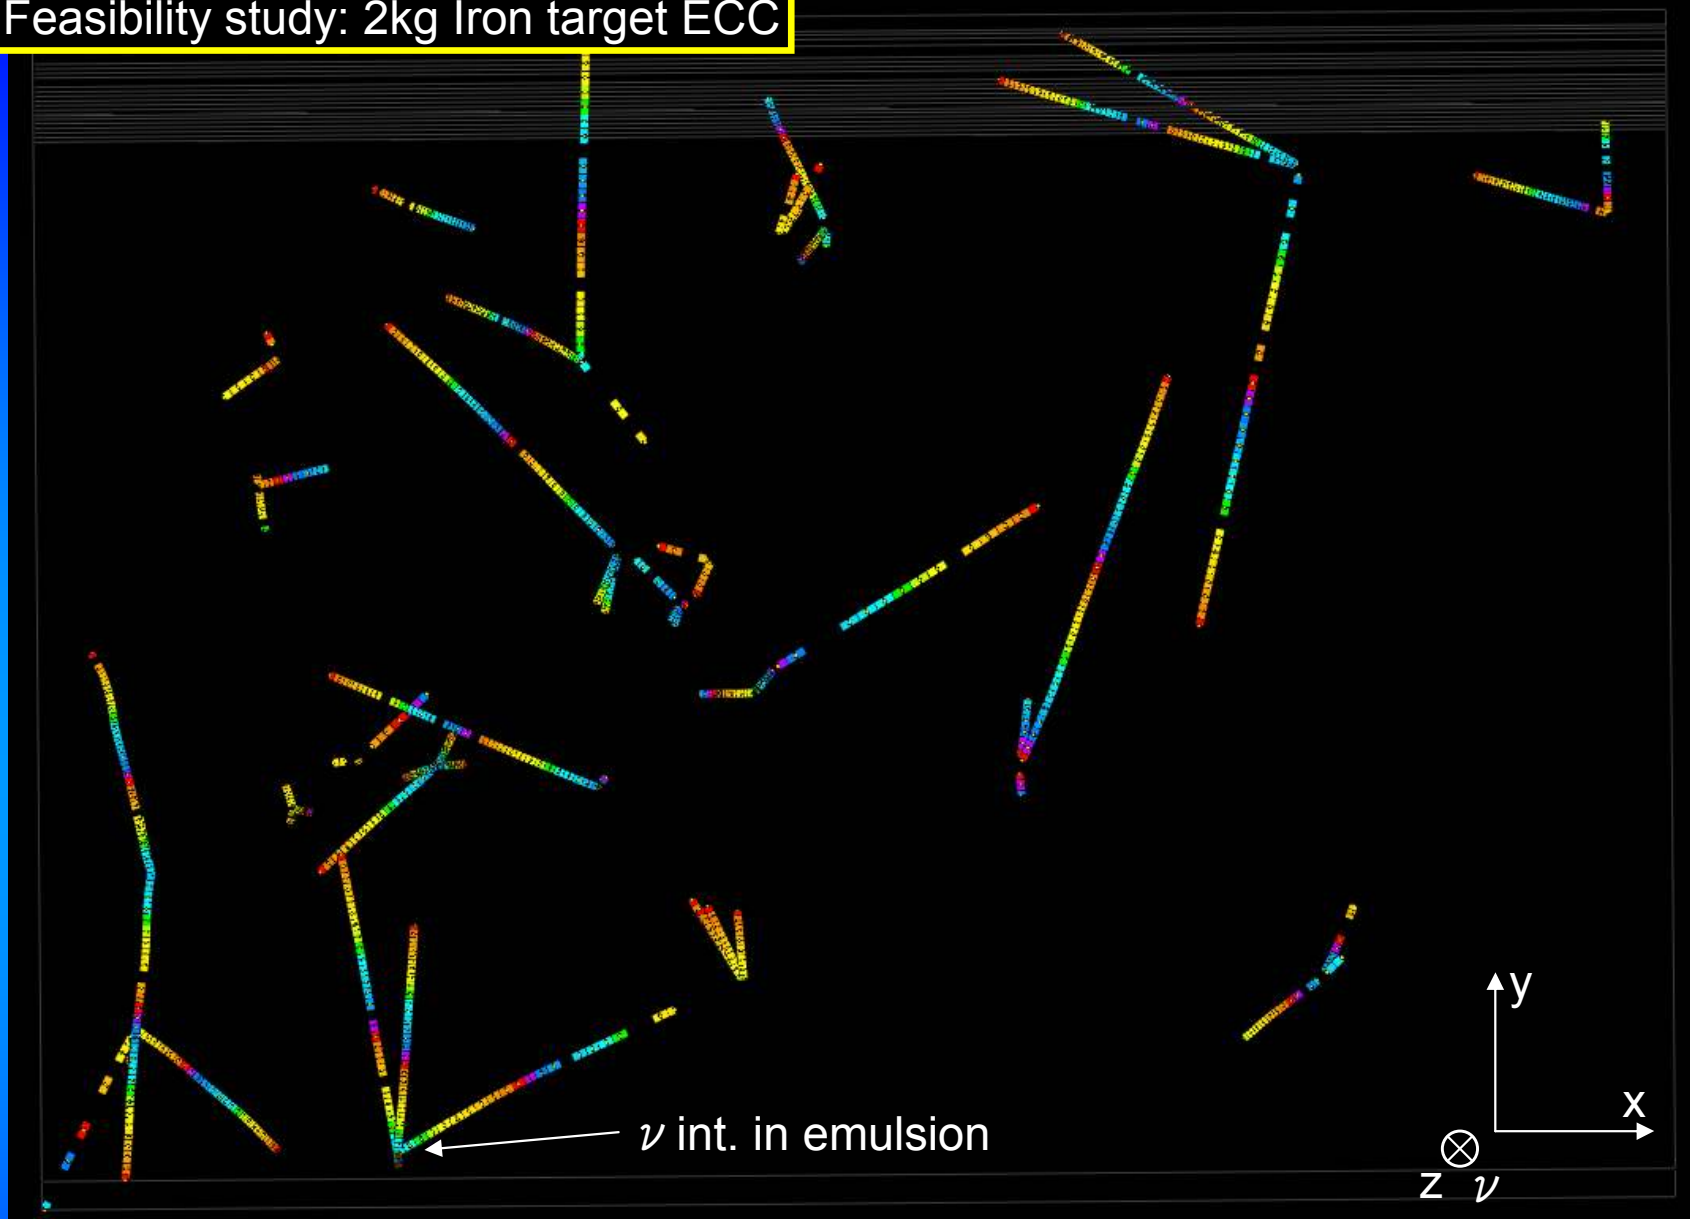 Feasibility study: 2kg Iron target ECC
ν int. in emulsion
y
x
z ν